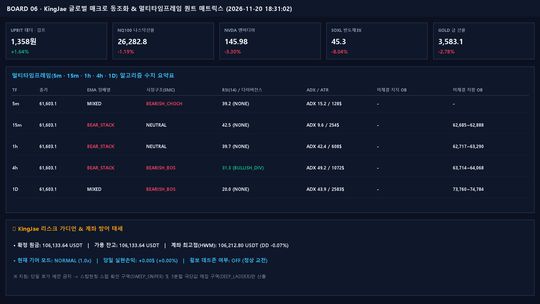 BOARD 06 · KingJae 글로벌 매크로 동조화 & 멀티타임프레임 퀀트 매트릭스 (2026-11-20 18:31:02)
UPBIT 테더 · 김프
1,358원
+1.64%
NQ100 나스닥선물
26,282.8
-1.19%
NVDA 엔비디아
145.98
-3.30%
SOXL 반도체3X
45.3
-8.04%
GOLD 금 선물
3,583.1
-2.78%
멀티타임프레임(5m · 15m · 1h · 4h · 1D) 알고리즘 수치 요약표
TF 종가 EMA 정배열 시장구조(SMC) RSI(14) / 다이버전스 ADX / ATR 미체결 지지 OB 미체결 저항 OB
5m 61,603.1 MIXED BEARISH_CHOCH 39.2 (NONE) ADX 15.2 / 128$ - -
15m 61,603.1 BEAR_STACK NEUTRAL 42.5 (NONE) ADX 9.6 / 254$ - 62,685~62,888
1h 61,603.1 BEAR_STACK NEUTRAL 39.7 (NONE) ADX 42.4 / 608$ - 62,717~63,290
4h 61,603.1 BEAR_STACK BEARISH_BOS 31.5 (BULLISH_DIV) ADX 49.2 / 1072$ - 63,714~64,068
1D 61,603.1 MIXED BEARISH_BOS 20.0 (NONE) ADX 43.9 / 2583$ - 73,760~74,784
KingJae 리스크 가디언 & 계좌 방어 태세
• 확정 원금: 106,133.64 USDT | 가용 잔고: 106,133.64 USDT | 계좌 최고점(HWM): 106,212.80 USDT (DD -0.07%)
• 현재 기어 모드: NORMAL (1.0x) | 당일 실현손익: +0.00$ (+0.00%) | 킬존 데드존 여부: OFF (정상 교전)